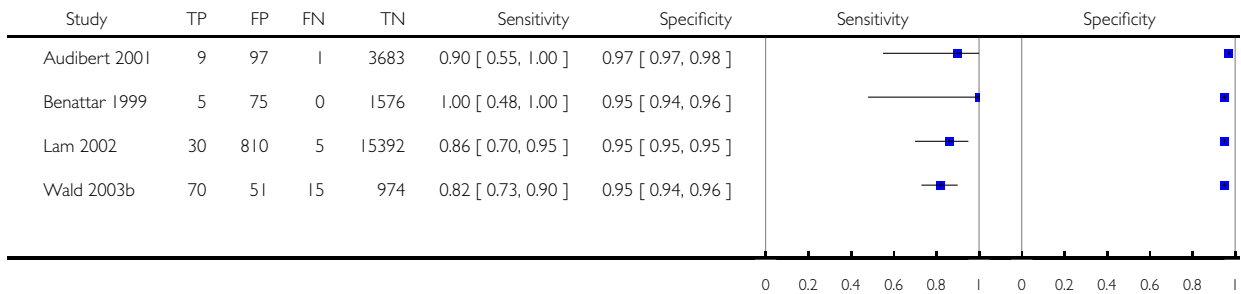 Study TP FP FN TN Sensitivity Specificity Sensitivity Specificity
Audibert 2001 9 97 1 3683 0.90 [ 0.55, 1.00 ] 0.97 [ 0.97, 0.98 ]
Benattar 1999 5 75 0 1576 1.00 [ 0.48, 1.00 ] 0.95 [ 0.94, 0.96 ]
Lam 2002 30 810 5 15392 0.86 [ 0.70, 0.95 ] 0.95 [ 0.95, 0.95 ]
Wald 2003b 70 51 15 974 0.82 [ 0.73, 0.90 ] 0.95 [ 0.94, 0.96 ]
0 0.2 0.4 0.6 0.8 1 0 0.2 0.4 0.6 0.8 1